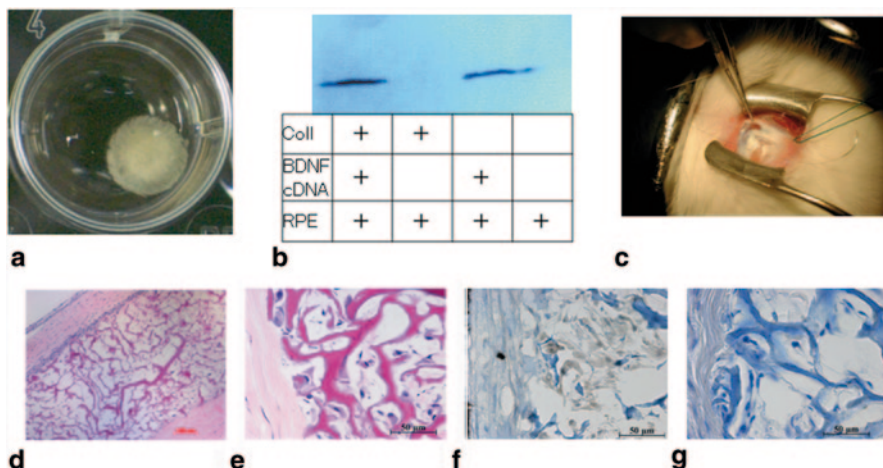 4
a
b
c
Coll + +
BDNF
cDNA + +
RPE + + + +
d
e
50 µm
f
50 µm
g
50 µm